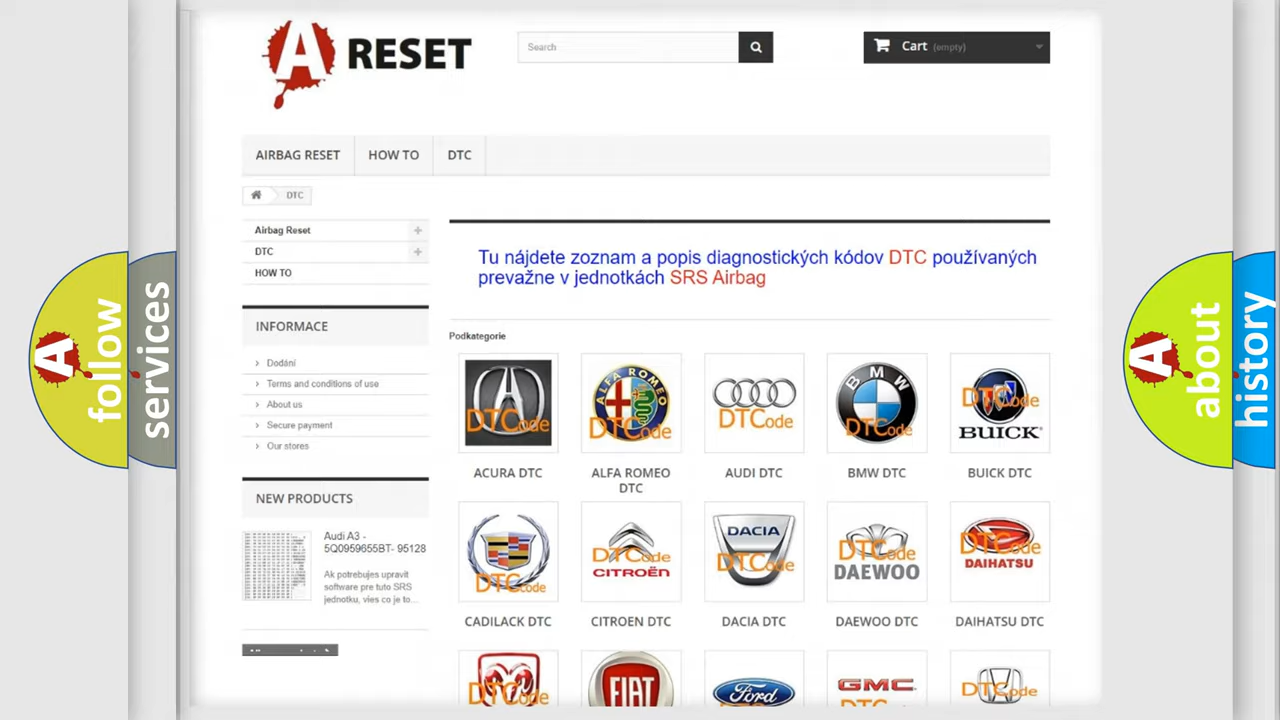 A RESET
Search
Cart (empty)
AIRBAG RESET
HOW TO
DTC
DTC
Airbag Reset
DTC
HOW TO
Tu nájdete zoznam a popis diagnostických kódov DTC používaných
prevažne v jednotkách SRS Airbag
INFORMACE
Dodání
Terms and conditions of use
About us
Secure payment
Our stores
NEW PRODUCTS
Audi A3 -
5Q0959655BT- 95128
Ak potrebujes upravit
software pre tuto SRS
jednotku, vies co je to...
Podkategorie
DTCode
ALFA ROMEO
DTCode
DTCode
BMW
DTCode
DTCode
BUICK
ACURA DTC
ALFA ROMEO
DTC
AUDI DTC
BMW DTC
BUICK DTC
DTCode
DTCode
CITROËN
DACIA
DTCode
DTCode
DAEWOO
DTCode
DAIHATSU
CADILACK DTC
CITROEN DTC
DACIA DTC
DAEWOO DTC
DAIHATSU DTC
DTCode
FIAT
Ford
GMC
DTCode
A
follow
services
A
about
history